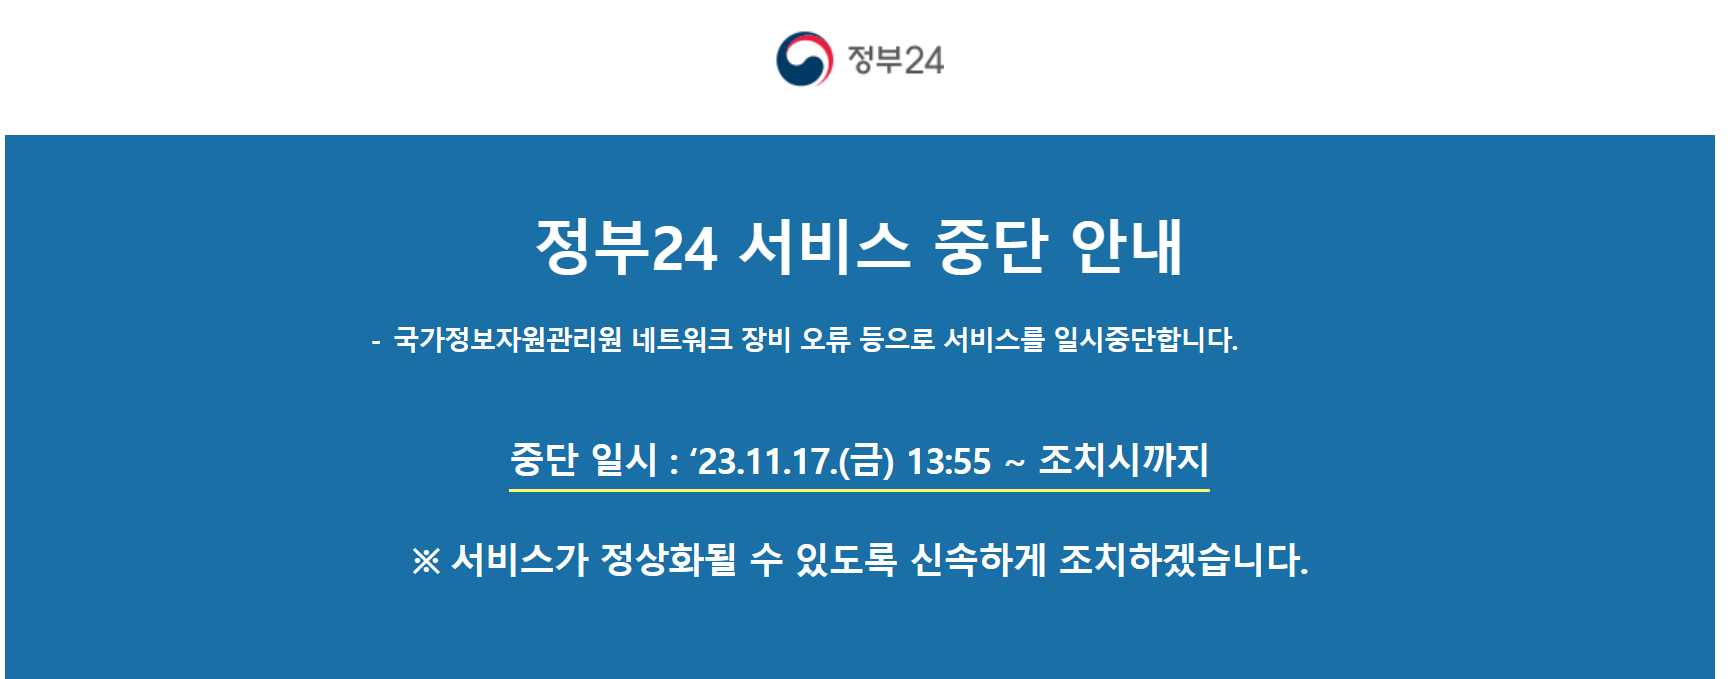 정부24
정부24 서비스 중단 안내
- 국가정보자원관리원 네트워크 장비 오류 등으로 서비스를 일시중단합니다.
중단 일시 : ‘23.11.17.(금) 13:55 ~ 조치시까지
※ 서비스가 정상화될 수 있도록 신속하게 조치하겠습니다.